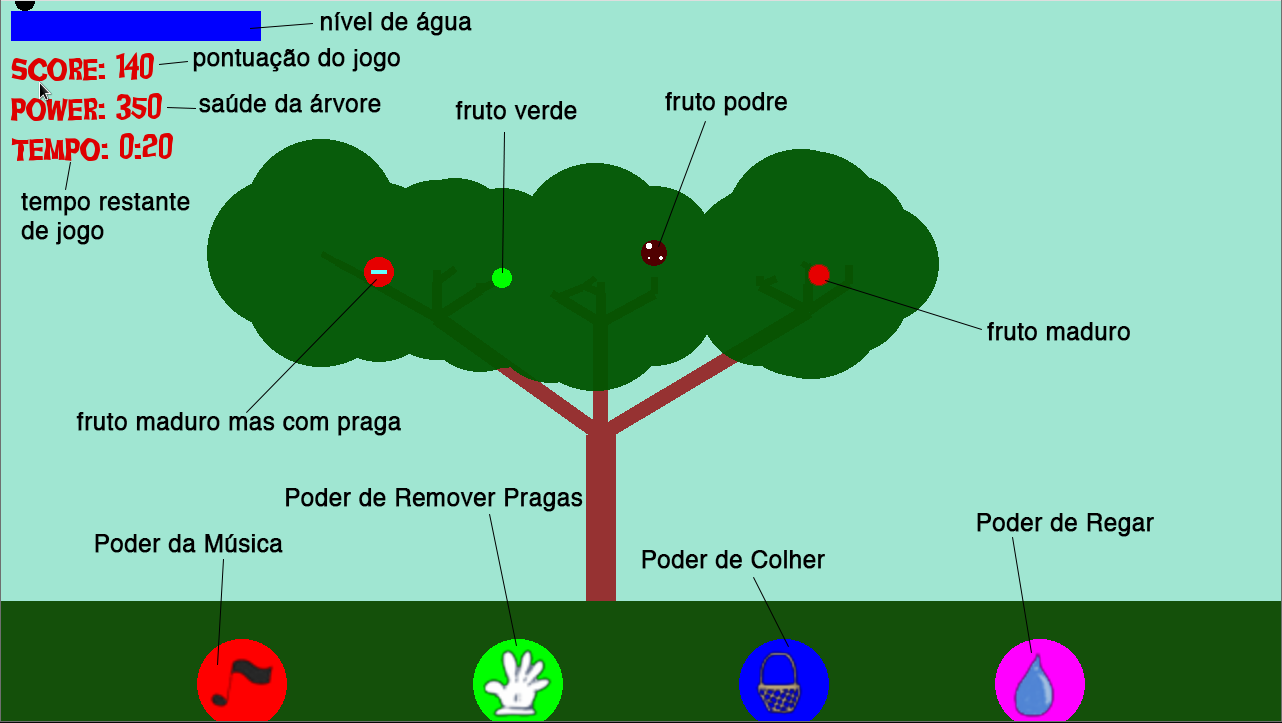 nível de água
SCORE: 140
pontuação do jogo
POWER: 350
saúde da árvore
fruto verde
fruto podre
TEMPO: 0:20
tempo restante
de jogo
fruto maduro
fruto maduro mas com praga
Poder de Remover Pragas
Poder de Regar
Poder da Música
Poder de Colher